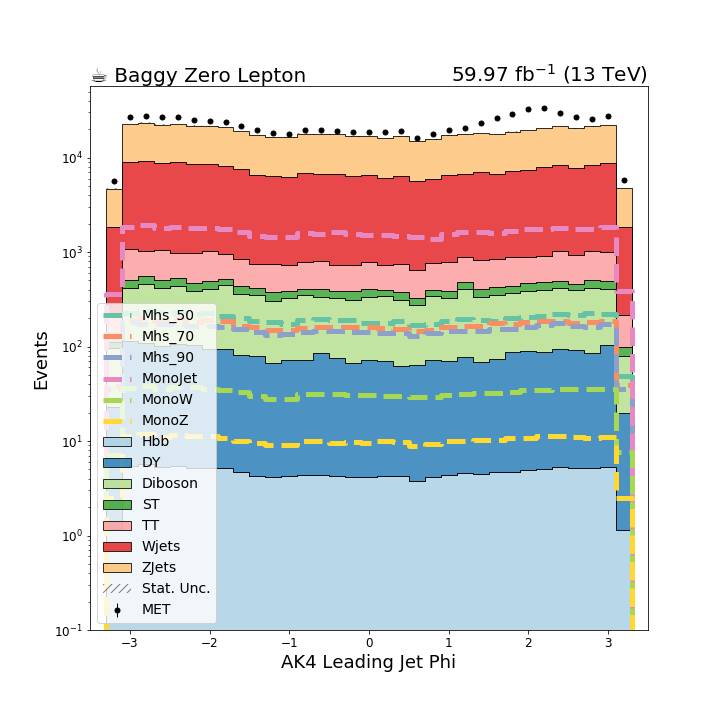 ☕ Baggy Zero Lepton
59.97 fb⁻¹ (13 TeV)
Events
10⁴
10³
10²
10¹
10⁰
10⁻¹
Mhs_50
Mhs_70
Mhs_90
MonoJet
MonoW
MonoZ
Hbb
DY
Diboson
ST
TT
Wjets
ZJets
Stat. Unc.
MET
−3 −2 −1 0 1 2 3
AK4 Leading Jet Phi